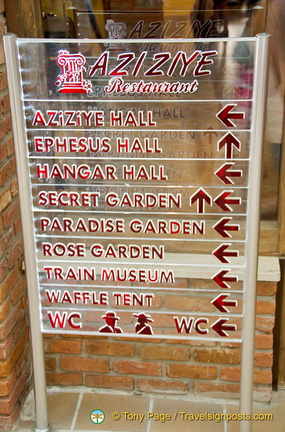 AZIZIYE
Restaurant
AZİZİYE HALL
EPHESUS HALL
HANGAR HALL
SECRET GARDEN
PARADISE GARDEN
ROSE GARDEN
TRAIN MUSEUM
WAFFLE TENT
WC WC
© Tony Page / Travelsignposts.com